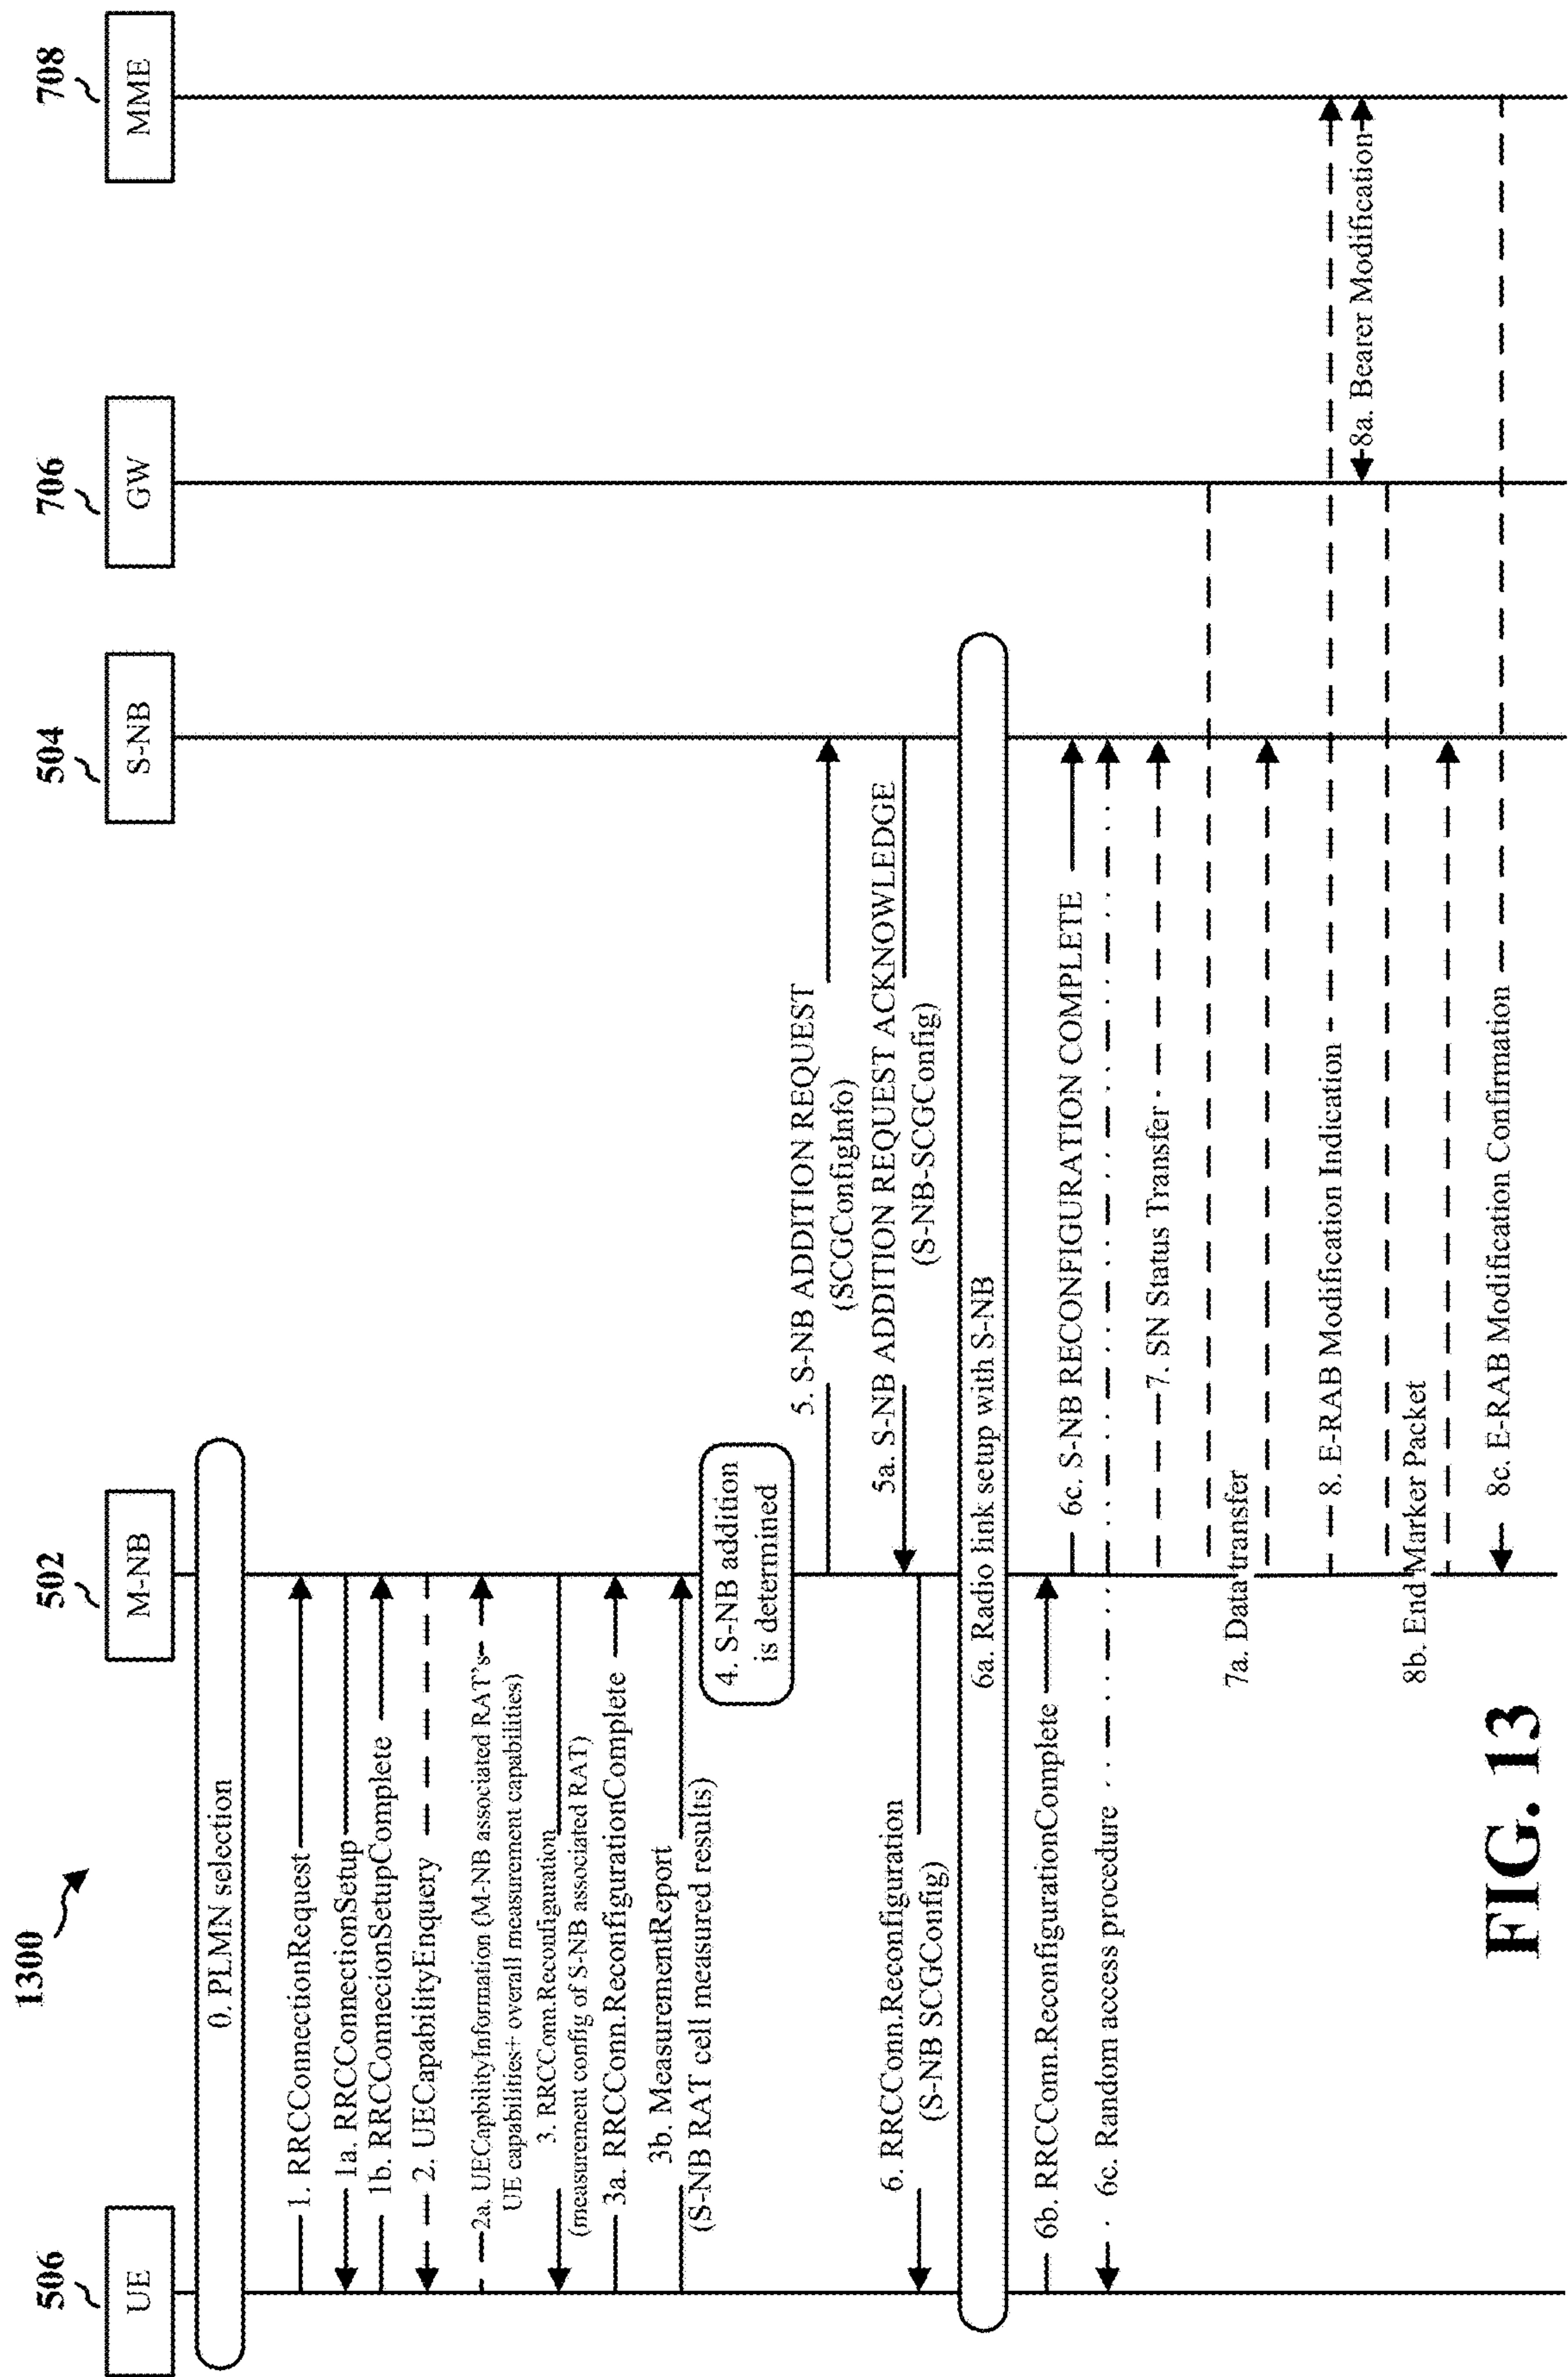 1300
506
502
504
706
708
UE
M-NB
S-NB
GW
MME
0. PLMN selection
1. RRCConnectionRequest
1a. RRCConnectionSetup
1b. RRCConnecionSetupComplete
2. UECapabilityEnquery
2a. UECapbilityInformation (M-NB associated RAT's
UE capabilities+ overall measurement capabilities)
3. RRCConn.Reconfiguration
(measurement config of S-NB associated RAT)
3a. RRCConn.ReconfigurationComplete
3b. MeasurementReport
(S-NB RAT cell measured results)
4. S-NB addition
is determined
5. S-NB ADDITION REQUEST
(SCGConfigInfo)
5a. S-NB ADDITION REQUEST ACKNOWLEDGE
(S-NB-SCGConfig)
6. RRCConn.Reconfiguration
(S-NB SCGConfig)
6a. Radio link setup with S-NB
6b. RRCConn.ReconfigurationComplete
6c. S-NB RECONFIGURATION COMPLETE
6c. Random access procedure
7. SN Status Transfer
7a. Data transfer
8. E-RAB Modification Indication
8a. Bearer Modification
8b. End Marker Packet
8c. E-RAB Modification Confirmation
FIG. 13